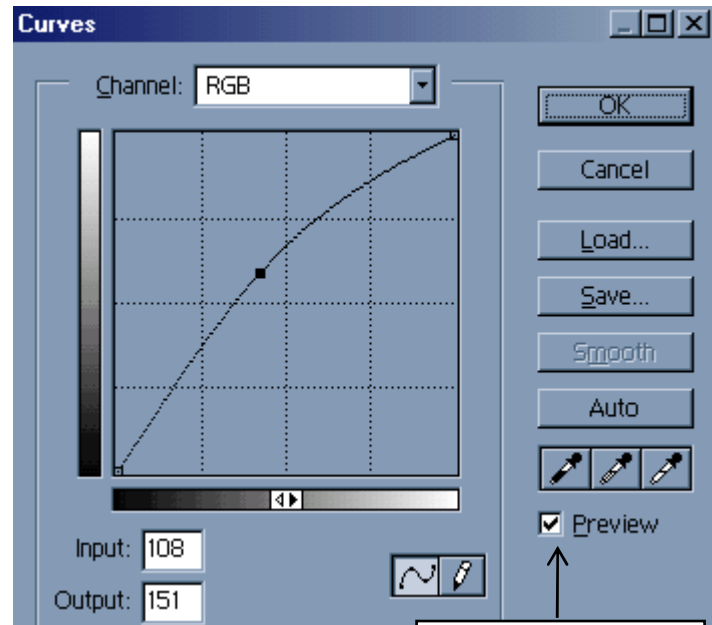 Curves
Channel: RGB
OK
Cancel
Load...
Save...
Smooth
Auto
Preview
Input: 108
Output: 151